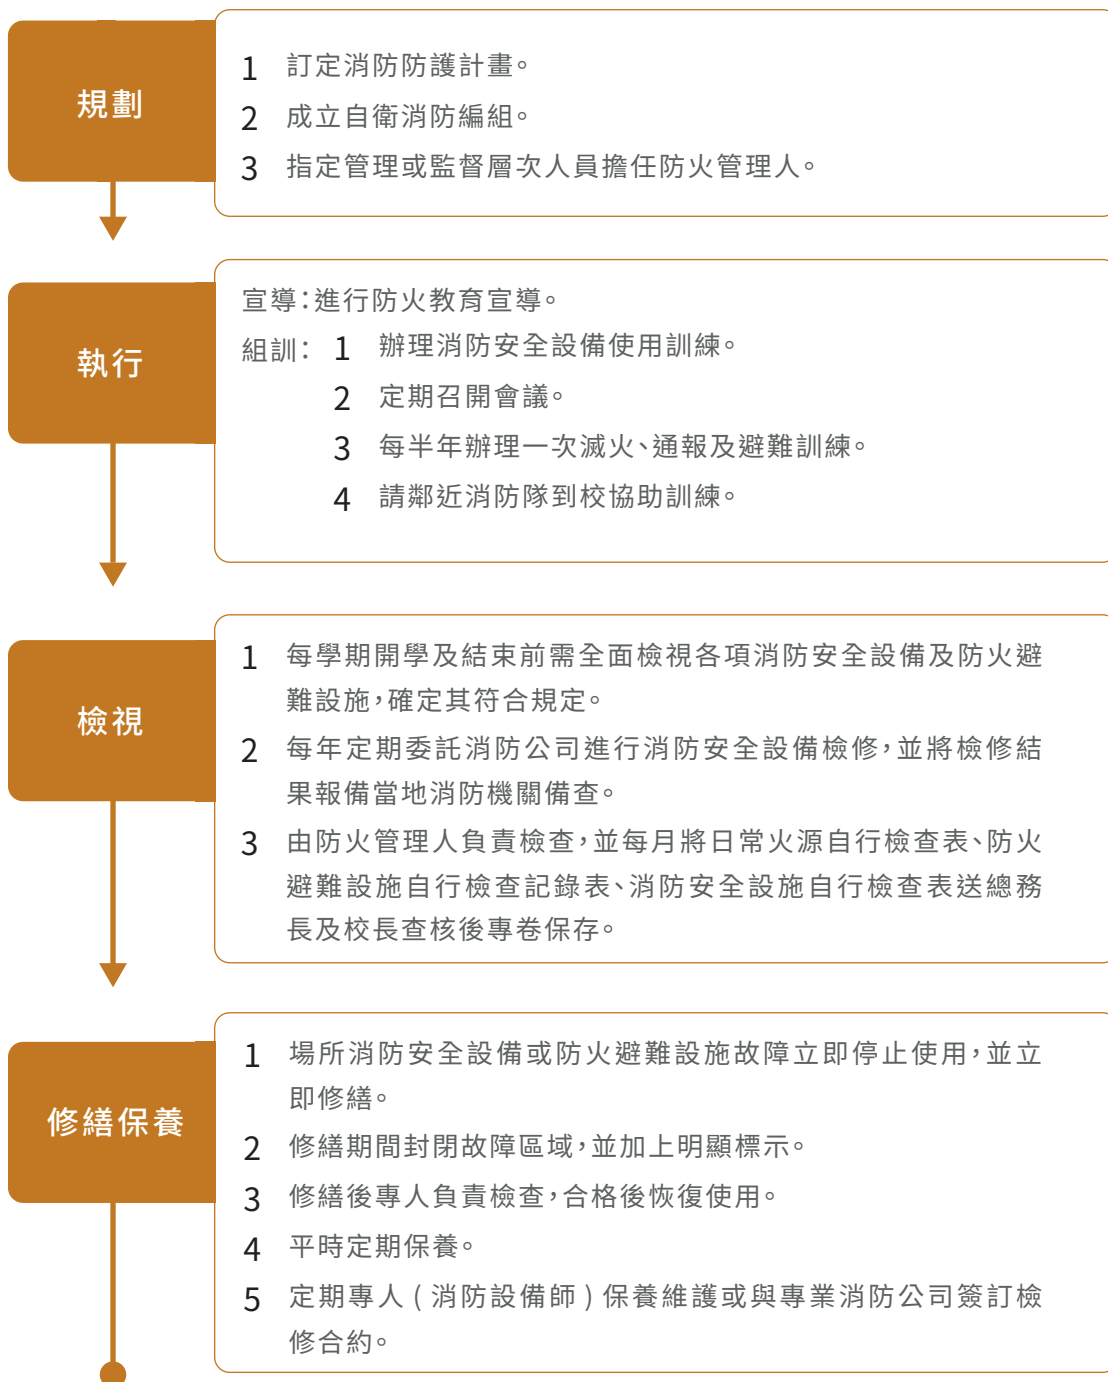 規劃
1 訂定消防防護計畫。
2 成立自衛消防編組。
3 指定管理或監督層次人員擔任防火管理人。
執行
宣導：進行防火教育宣導。
組訓： 1 辦理消防安全設備使用訓練。
2 定期召開會議。
3 每半年辦理一次滅火、通報及避難訓練。
4 請鄰近消防隊到校協助訓練。
檢視
1 每學期開學及結束前需全面檢視各項消防安全設備及防火避
難設施，確定其符合規定。
2 每年定期委託消防公司進行消防安全設備檢修，並將檢修結
果報備當地消防機關備查。
3 由防火管理人負責檢查，並每月將日常火源自行檢查表、防火
避難設施自行檢查記錄表、消防安全設施自行檢查表送總務
長及校長查核後專卷保存。
修繕保養
1 場所消防安全設備或防火避難設施故障立即停止使用，並立
即修繕。
2 修繕期間封閉故障區域，並加上明顯標示。
3 修繕後專人負責檢查，合格後恢復使用。
4 平時定期保養。
5 定期專人 ( 消防設備師 ) 保養維護或與專業消防公司簽訂檢
修合約。